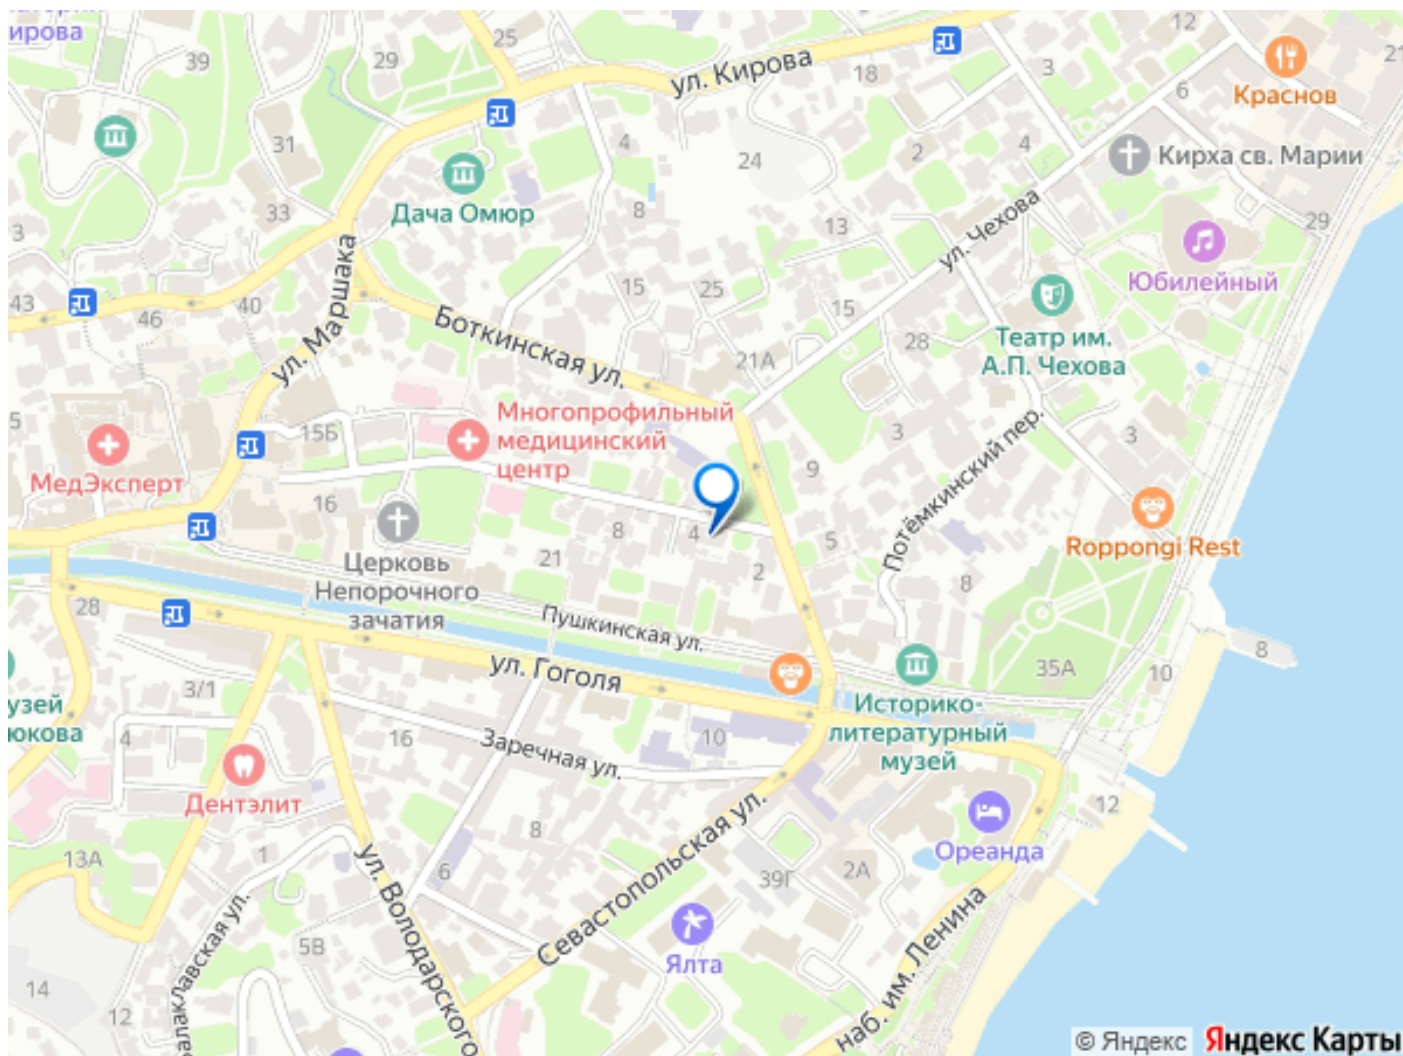 ирова
39
29
25
ул. Кирова
18
12
3
21
Краснов
6
31
4
24
2
4
Кирха св. Марии
Дача Омюр
33
8
13
ул. Чехова
29
3
ул. Маршака
Юбилейный
43
40
46
15
25
15
Боткинская ул.
28
Театр им.
А.П. Чехова
21А
15Б
Многопрофильный
медицинский
центр
3
3
5
МедЭксперт
9
Потёмкинский пер.
16
8
4
5
Roppongi Rest
Церковь
Непорочного
зачатия
21
2
8
28
Пушкинская ул.
8
35А
10
ул. Гоголя
3/1
узей
юкова
4
16
Заречная ул.
10
Историко-
литературный
музей
Дентэлит
12
8
Севастопольская ул.
Ореанда
13А
1
ул. Володарского
6
39Г
2А
5В
Ялта
наб. им. Ленина
14
12
© Яндекс Яндекс Карты